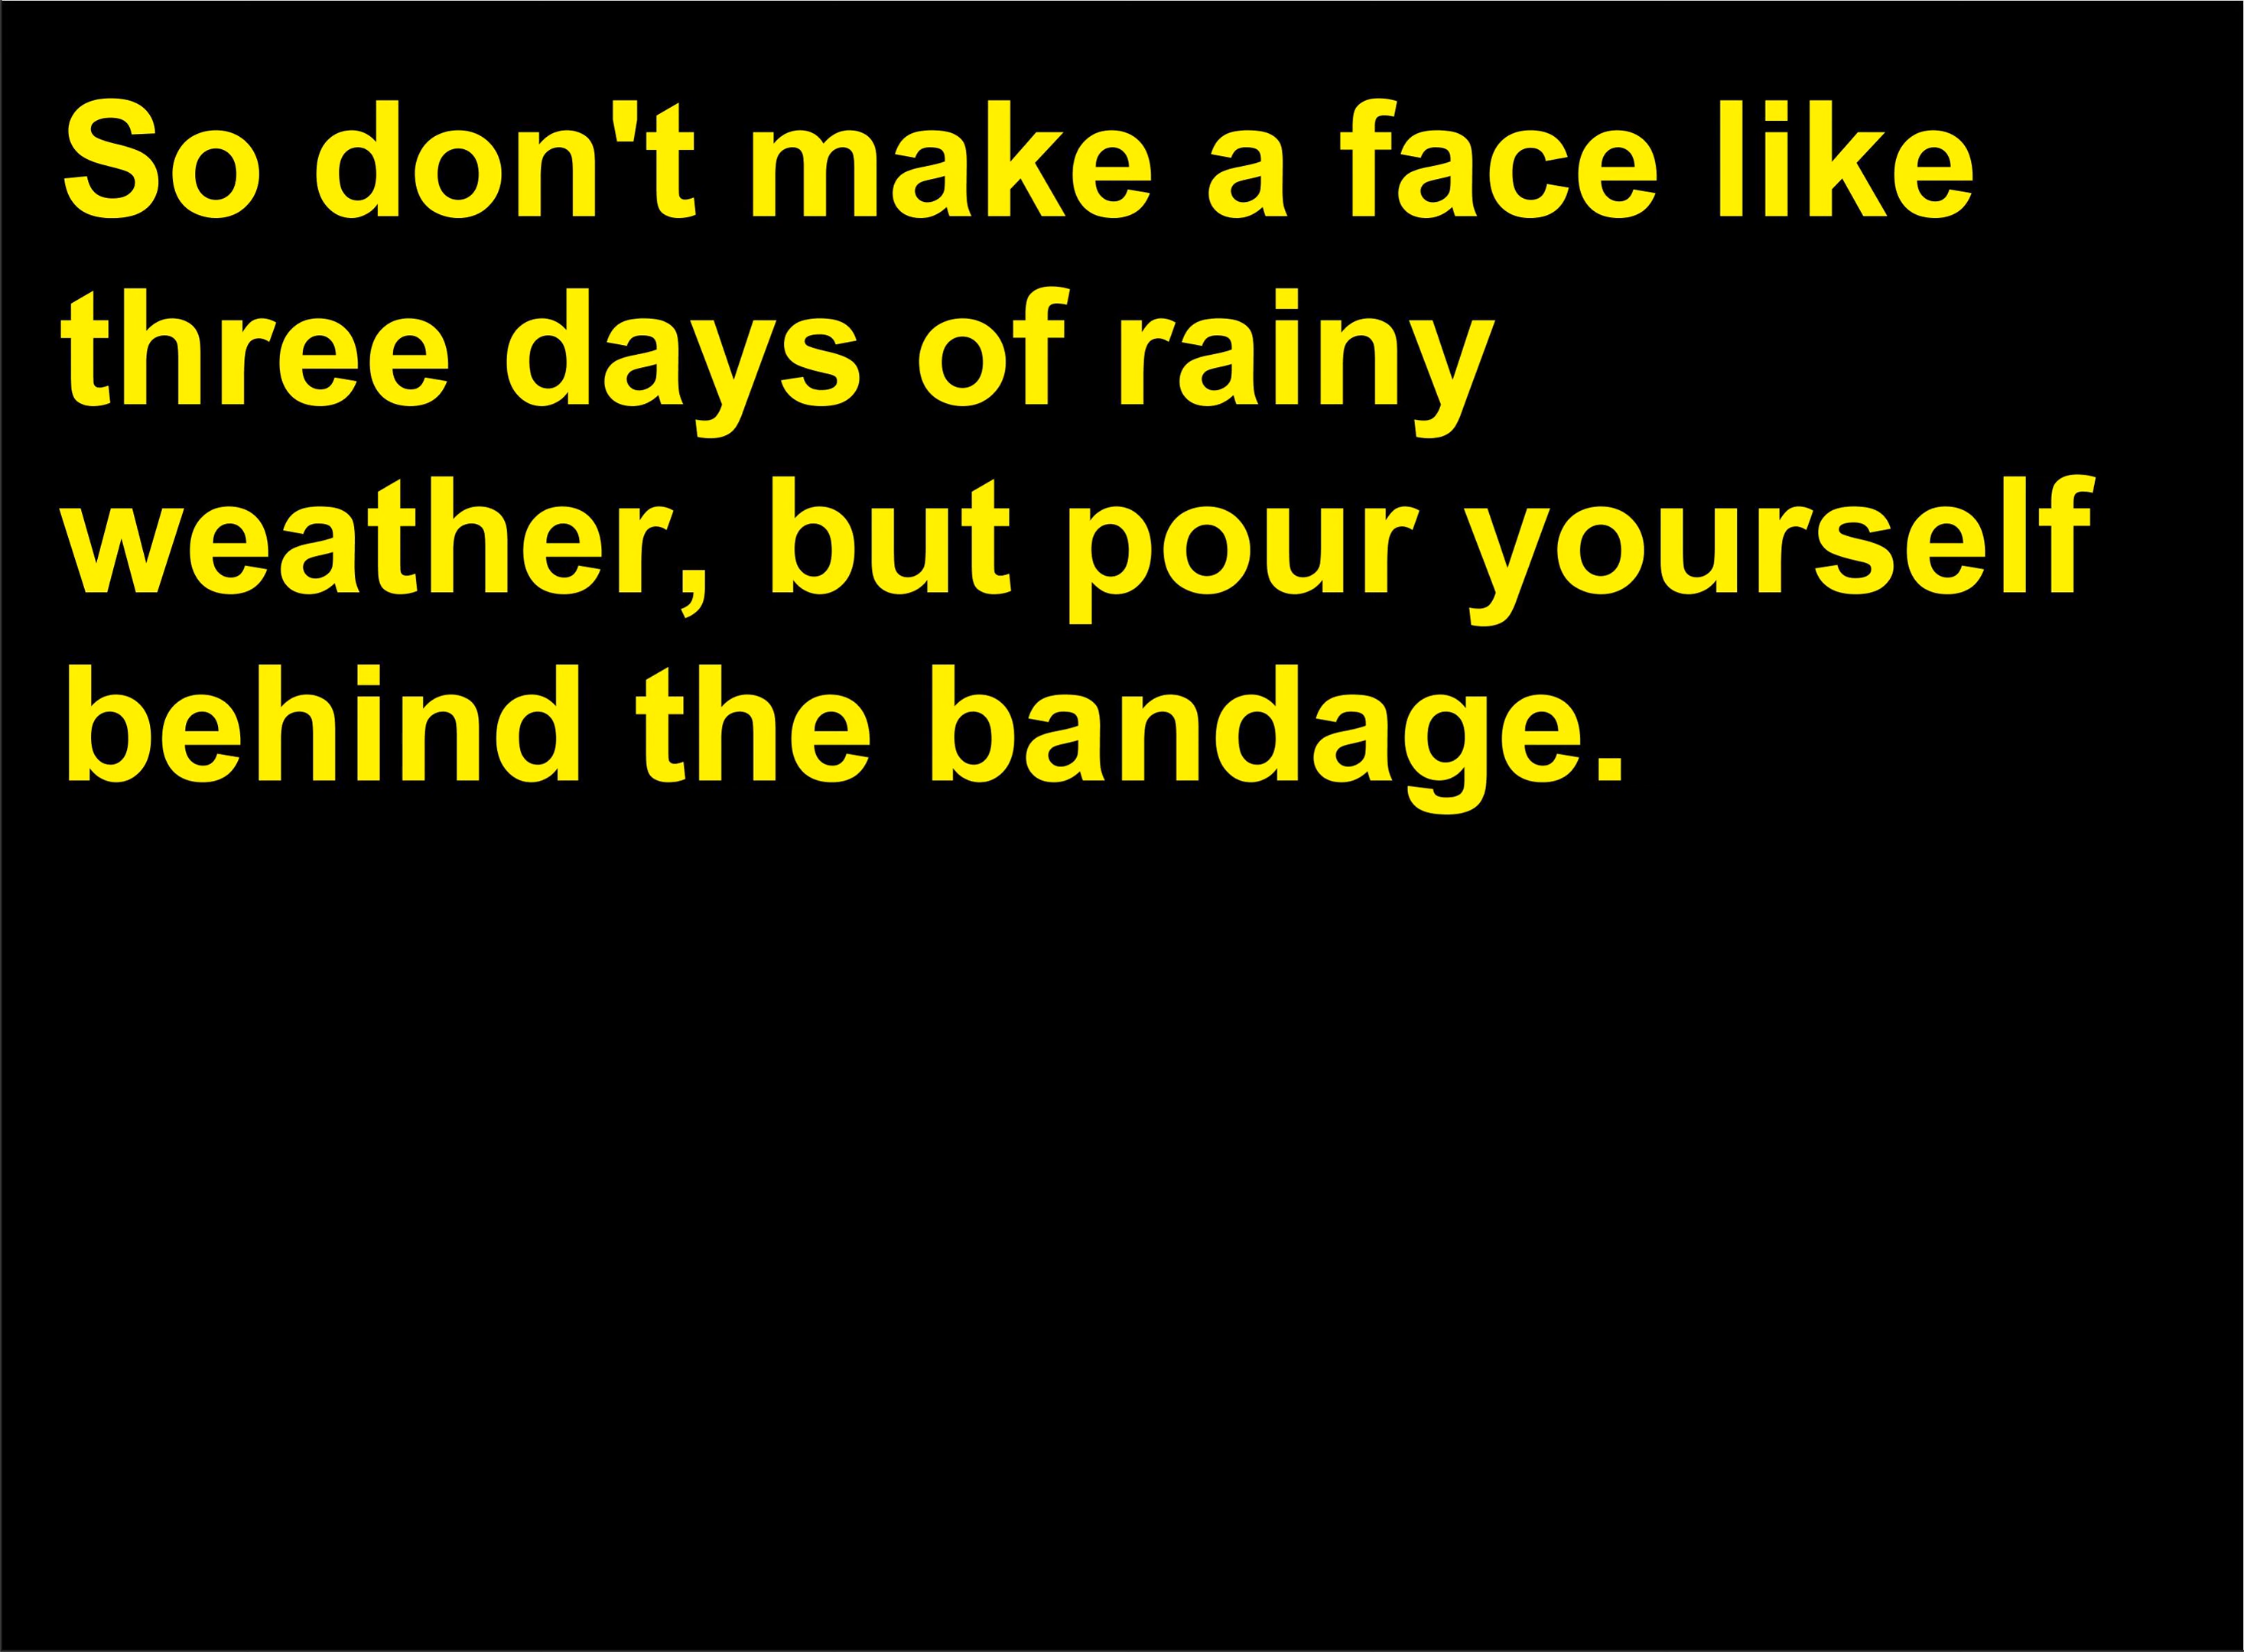 So don't make a face like
three days of rainy
weather, but pour yourself
behind the bandage.